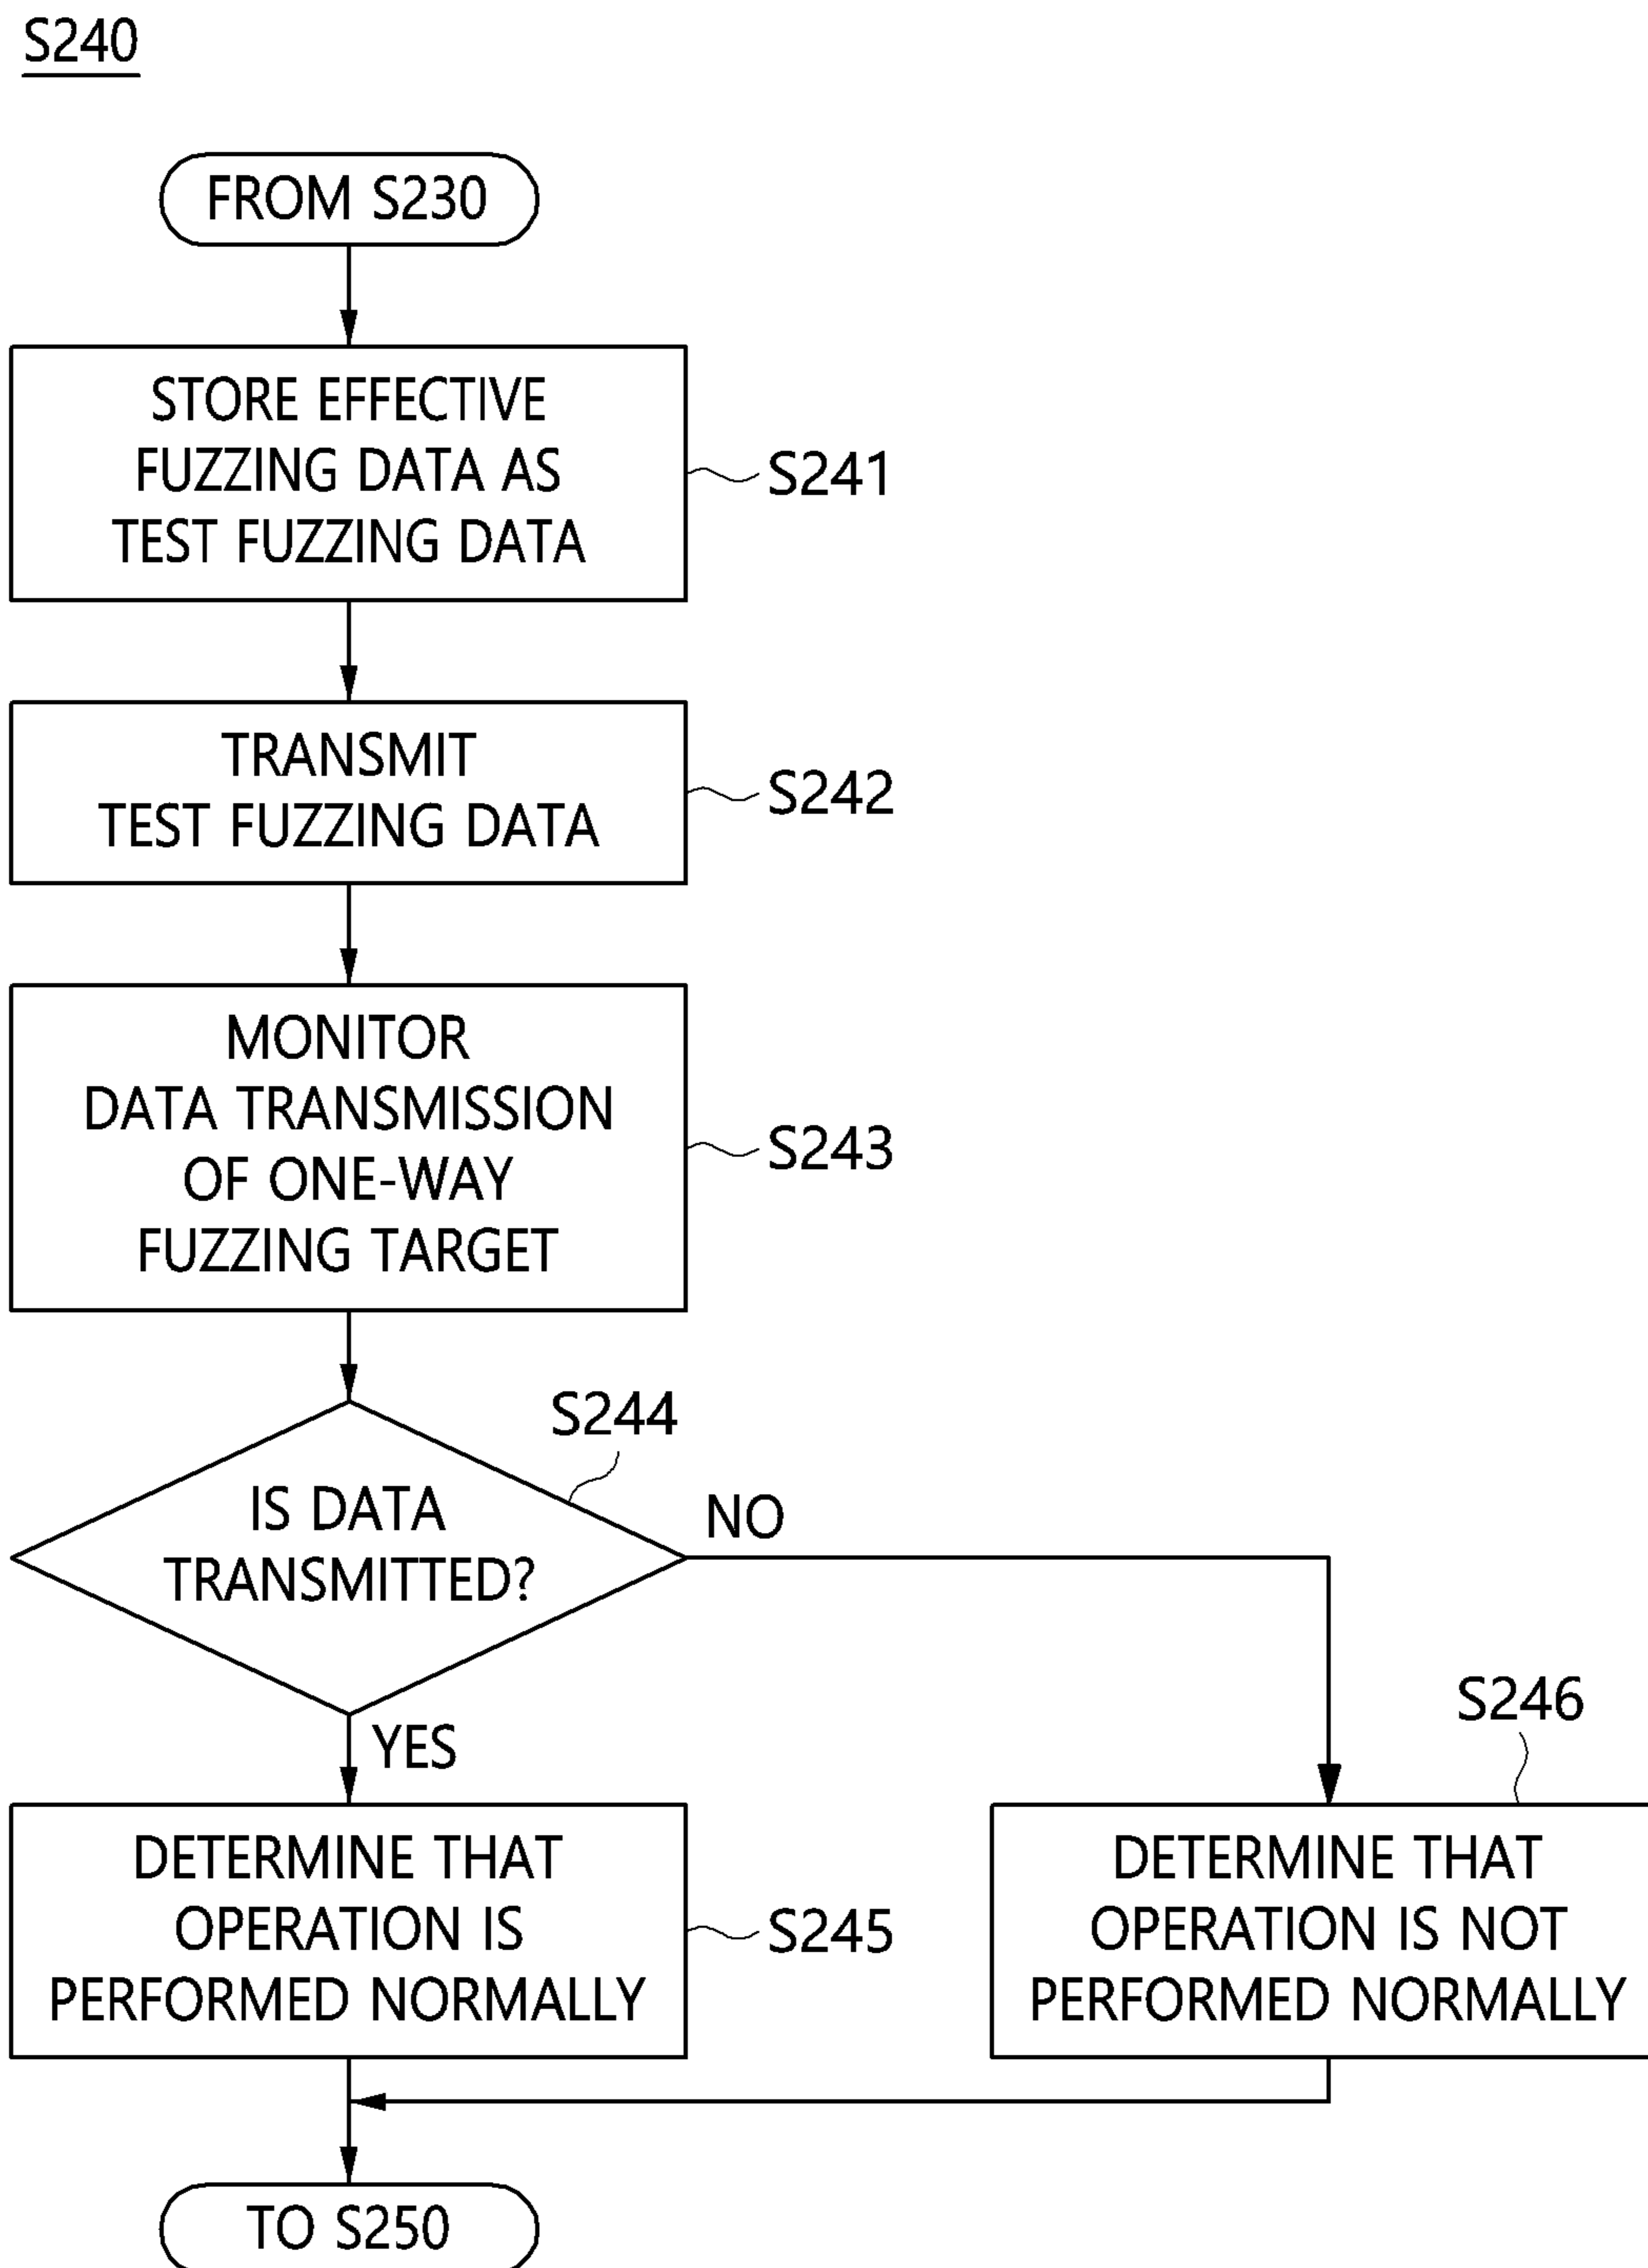 S240
FROM S230
STORE EFFECTIVE
FUZZING DATA AS
TEST FUZZING DATA
S241
TRANSMIT
TEST FUZZING DATA
S242
MONITOR
DATA TRANSMISSION
OF ONE-WAY
FUZZING TARGET
S243
S244
IS DATA
TRANSMITTED?
NO
YES
S246
DETERMINE THAT
OPERATION IS
PERFORMED NORMALLY
S245
DETERMINE THAT
OPERATION IS NOT
PERFORMED NORMALLY
TO S250